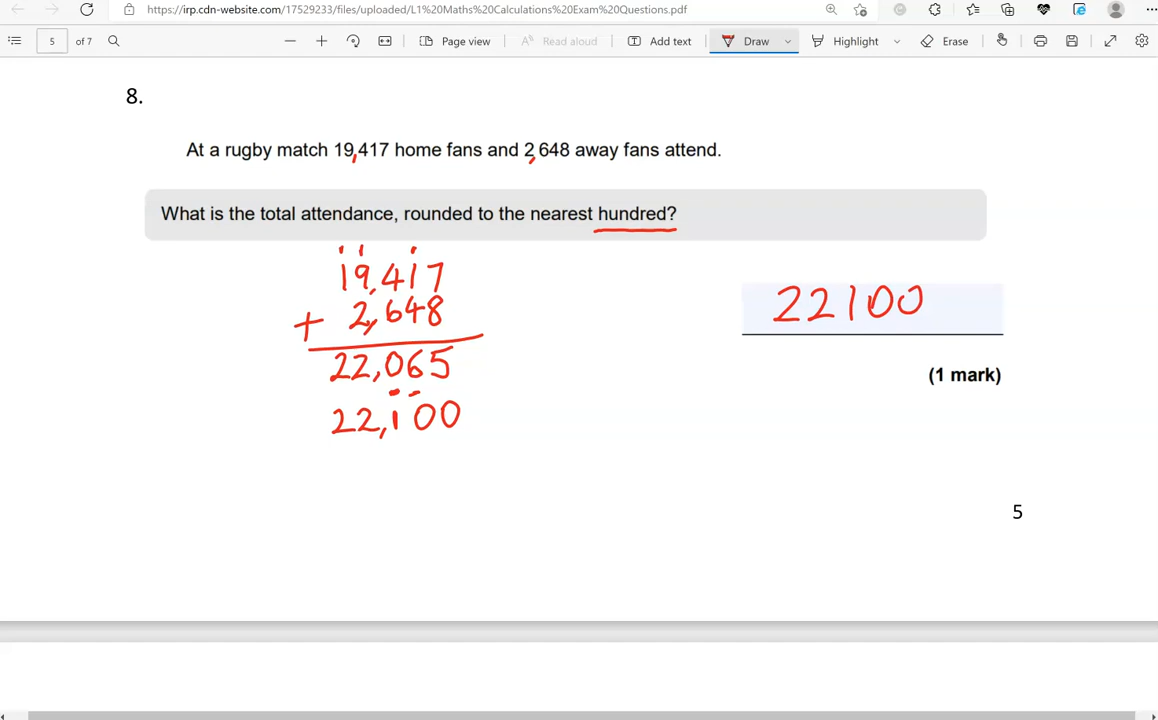 https://irp.cdn-website.com/17529233/files/uploaded/L1%20Maths%20Calculations%20Exam%20Questions.pdf
5 of 7 Page view Read aloud Add text Draw Highlight Erase
8.
At a rugby match 19,417 home fans and 2,648 away fans attend.
What is the total attendance, rounded to the nearest hundred?
19,417
+ 2,648
22,065
22,100
22100
(1 mark)
5